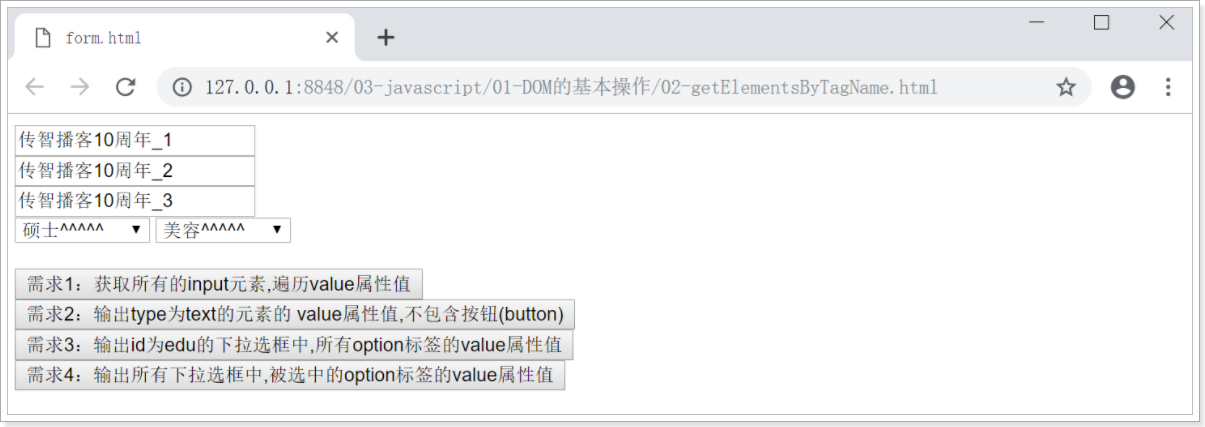 form.html
127.0.0.1:8848/03-javascript/01-DOM的基本操作/02-getElementsByTagName.html
传智播客10周年_1
传智播客10周年_2
传智播客10周年_3
硕士^^^^^ 美容^^^^^
需求1：获取所有的input元素,遍历value属性值
需求2：输出type为text的元素的 value属性值,不包含按钮(button)
需求3：输出id为edu的下拉选框中,所有option标签的value属性值
需求4：输出所有下拉选框中,被选中的option标签的value属性值